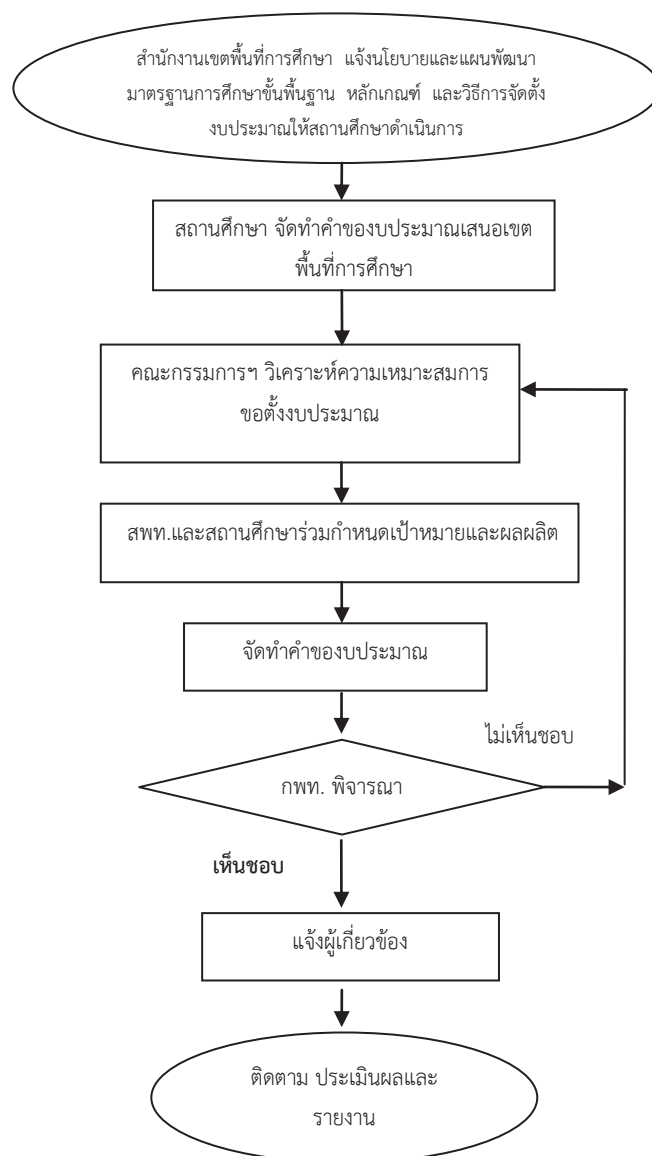 สำนักงานเขตพื้นที่การศึกษา แจ้งนโยบายและแผนพัฒนา
มาตรฐานการศึกษาขั้นพื้นฐาน หลักเกณฑ์ และวิธีการจัดตั้ง
งบประมาณให้สถานศึกษาดำเนินการ
สถานศึกษา จัดทำคำของบประมาณเสนอเขต
พื้นที่การศึกษา
คณะกรรมการฯ วิเคราะห์ความเหมาะสมการ
ขอตั้งงบประมาณ
สพท.และสถานศึกษาร่วมกำหนดเป้าหมายและผลผลิต
จัดทำคำของบประมาณ
ไม่เห็นชอบ
กพท. พิจารณา
เห็นชอบ
แจ้งผู้เกี่ยวข้อง
ติดตาม ประเมินผลและ
รายงาน